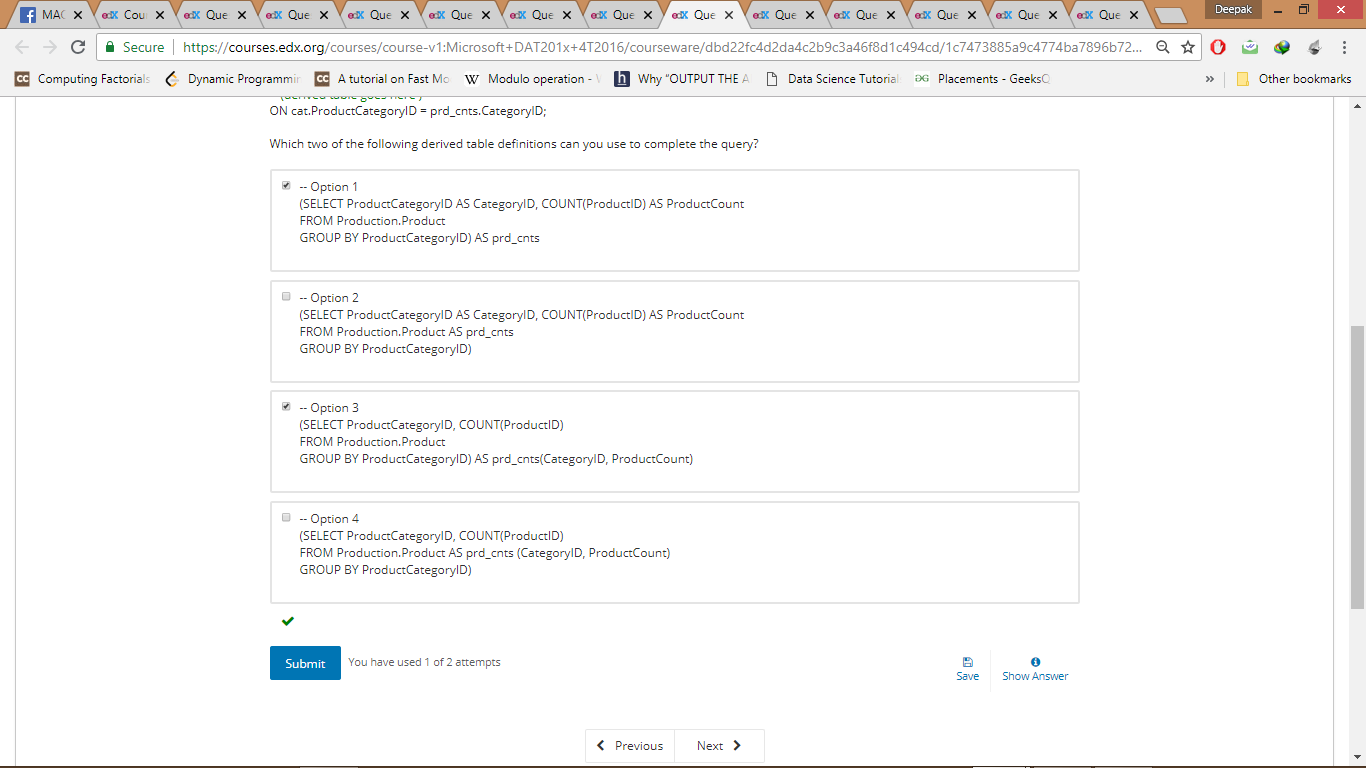 MAC
Cou
Que
Que
Que
Que
Que
Que
Que
Que
Que
Que
Que
Que
Deepak
Secure
https://courses.edx.org/courses/course-v1:Microsoft+DAT201x+4T2016/courseware/dbd22fc4d2da4c2b9c3a46f8d1c494cd/1c7473885a9c4774ba7896b72...
Computing Factorials
Dynamic Programmin
A tutorial on Fast Mo
Modulo operation -
Why "OUTPUT THE A
Data Science Tutorial
Placements - GeeksG
»
Other bookmarks
(derived table goes here )
ON cat.ProductCategoryID = prd_cnts.CategoryID;
Which two of the following derived table definitions can you use to complete the query?
-- Option 1
(SELECT ProductCategoryID AS CategoryID, COUNT(ProductID) AS ProductCount
FROM Production.Product
GROUP BY ProductCategoryID) AS prd_cnts
-- Option 2
(SELECT ProductCategoryID AS CategoryID, COUNT(ProductID) AS ProductCount
FROM Production.Product AS prd_cnts
GROUP BY ProductCategoryID)
-- Option 3
(SELECT ProductCategoryID, COUNT(ProductID)
FROM Production.Product
GROUP BY ProductCategoryID) AS prd_cnts(CategoryID, ProductCount)
-- Option 4
(SELECT ProductCategoryID, COUNT(ProductID)
FROM Production.Product AS prd_cnts (CategoryID, ProductCount)
GROUP BY ProductCategoryID)
Submit
You have used 1 of 2 attempts
Save
Show Answer
Previous
Next